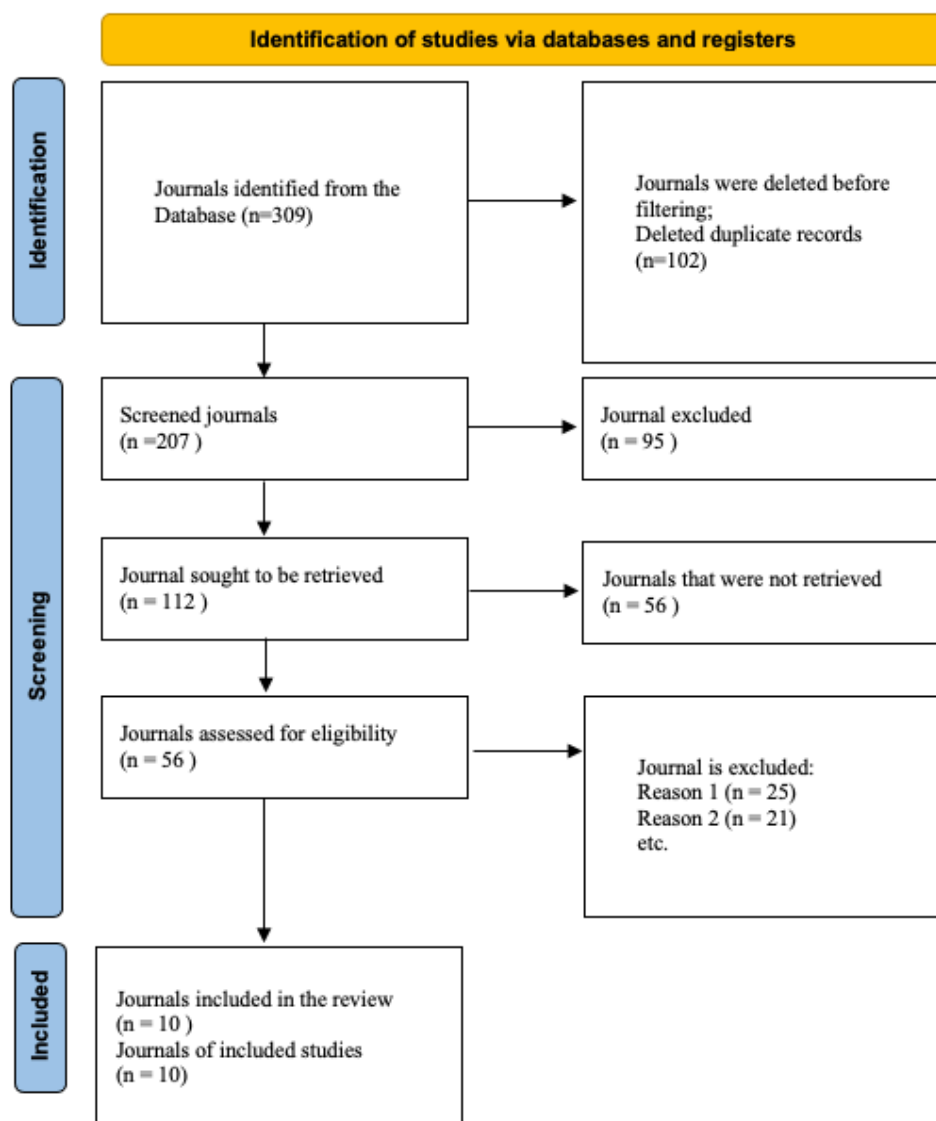 Identification of studies via databases and registers
Identification
Journals identified from the
Database (n=309)
Journals were deleted before
filtering;
Deleted duplicate records
(n=102)
Screening
Screened journals
(n =207 )
Journal excluded
(n = 95 )
Journal sought to be retrieved
(n = 112 )
Journals that were not retrieved
(n = 56 )
Journals assessed for eligibility
(n = 56 )
Journal is excluded:
Reason 1 (n = 25)
Reason 2 (n = 21)
etc.
Included
Journals included in the review
(n = 10 )
Journals of included studies
(n = 10)